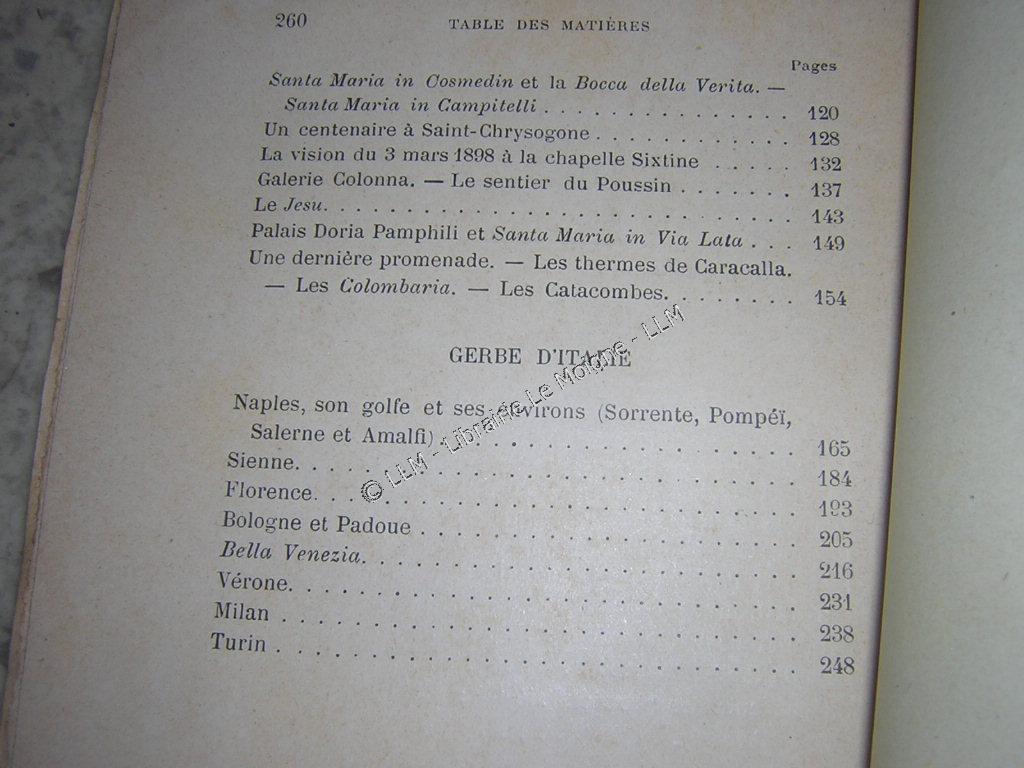 260 TABLE DES MATIÈRES
Pages
Santa Maria in Cosmedin et la Bocca della Verita. —
Santa Maria in Campitelli . . . . . . . . . . . . . . . 120
Un centenaire à Saint-Chrysogone . . . . . . . . . . . 128
La vision du 3 mars 1898 à la chapelle Sixtine . . . . 132
Galerie Colonna. — Le sentier du Poussin . . . . . . . 137
Le Jesu. . . . . . . . . . . . . . . . . . . . . . . . 143
Palais Doria Pamphili et Santa Maria in Via Lata . . . 149
Une dernière promenade. — Les thermes de Caracalla.
— Les Colombaria. — Les Catacombes. . . . . . . . 154
GERBE D'ITALIE
Naples, son golfe et ses environs (Sorrente, Pompéï,
Salerne et Amalfi) . . . . . . . . . . . . . . . . . . 165
Sienne. . . . . . . . . . . . . . . . . . . . . . . . 184
Florence. . . . . . . . . . . . . . . . . . . . . . . 193
Bologne et Padoue . . . . . . . . . . . . . . . . . . 205
Bella Venezia. . . . . . . . . . . . . . . . . . . . . 216
Vérone. . . . . . . . . . . . . . . . . . . . . . . . 231
Milan . . . . . . . . . . . . . . . . . . . . . . . . 238
Turin . . . . . . . . . . . . . . . . . . . . . . . . 248
© LLM - Librairie Le Moigne - LLM